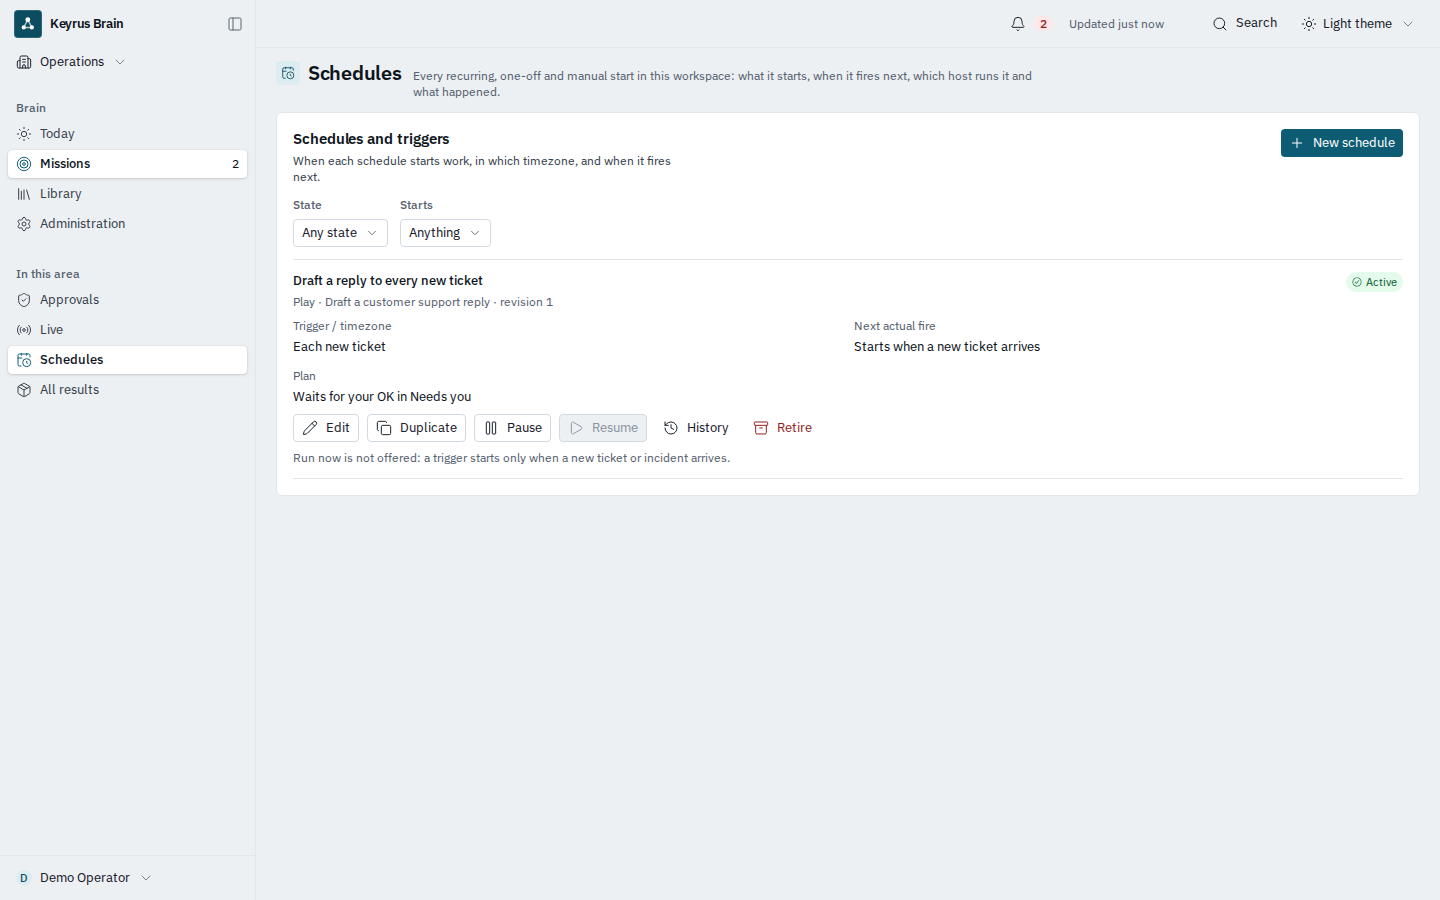 Keyrus Brain
2
Updated just now
Search
Light theme
Operations
Brain
Today
Missions
2
Library
Administration
In this area
Approvals
Live
Schedules
All results
D
Demo Operator
Schedules
Every recurring, one-off and manual start in this workspace: what it starts, when it fires next, which host runs it and
what happened.
Schedules and triggers
When each schedule starts work, in which timezone, and when it fires
next.
New schedule
State
Starts
Any state
Anything
Draft a reply to every new ticket
Active
Play · Draft a customer support reply · revision 1
Trigger / timezone
Next actual fire
Each new ticket
Starts when a new ticket arrives
Plan
Waits for your OK in Needs you
Edit
Duplicate
Pause
Resume
History
Retire
Run now is not offered: a trigger starts only when a new ticket or incident arrives.